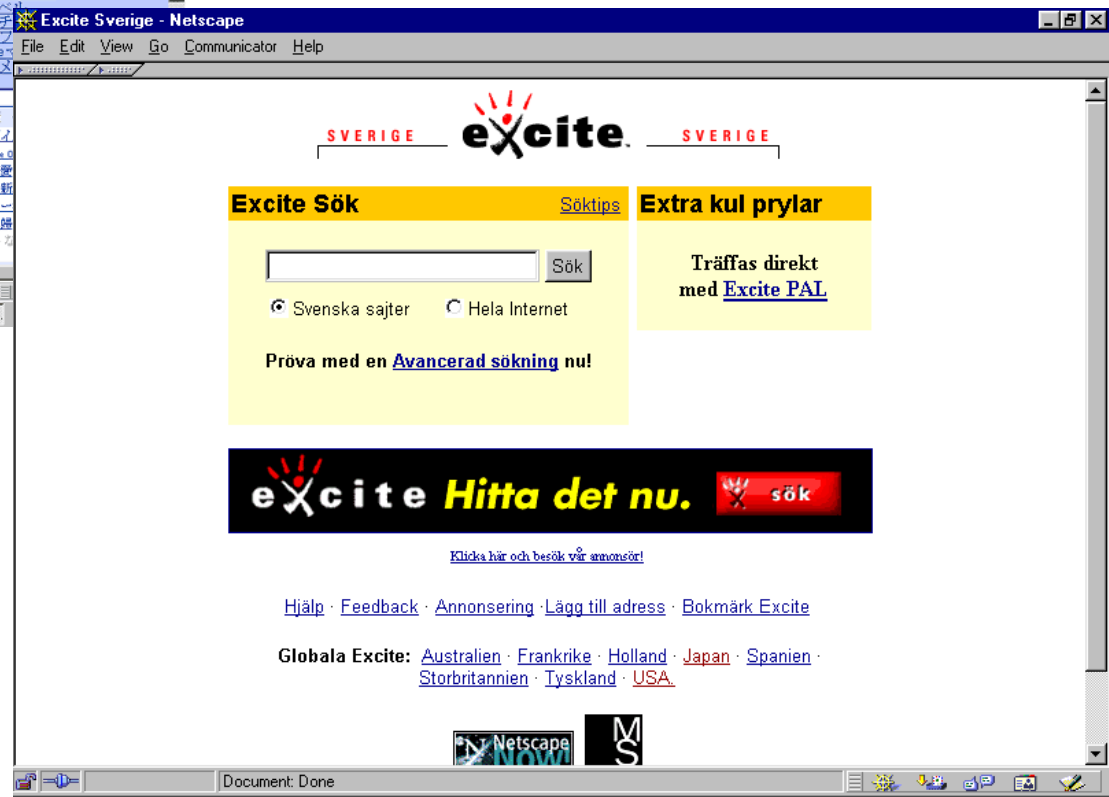 Excite Sverige - Netscape
File Edit View Go Communicator Help
SVERIGE excite. SVERIGE
Excite Sök Söktips
Sök
Svenska sajter Hela Internet
Pröva med en Avancerad sökning nu!
Extra kul prylar
Träffas direkt
med Excite PAL
excite Hitta det nu. sök
Klicka här och besök vår annonsör!
Hjälp · Feedback · Annonsering ·Lägg till adress · Bokmärk Excite
Globala Excite: Australien · Frankrike · Holland · Japan · Spanien ·
Storbritannien · Tyskland · USA.
N Netscape
NOW!
MS
Document: Done